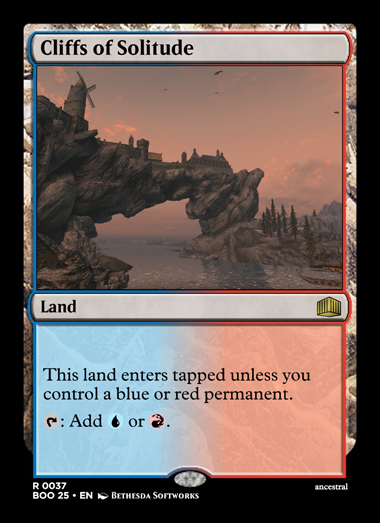 Cliffs of Solitude
Land
This land enters tapped unless you
control a blue or red permanent.
: Add or .
R 0037
ancestral
BOO 25 • EN Bethesda Softworks